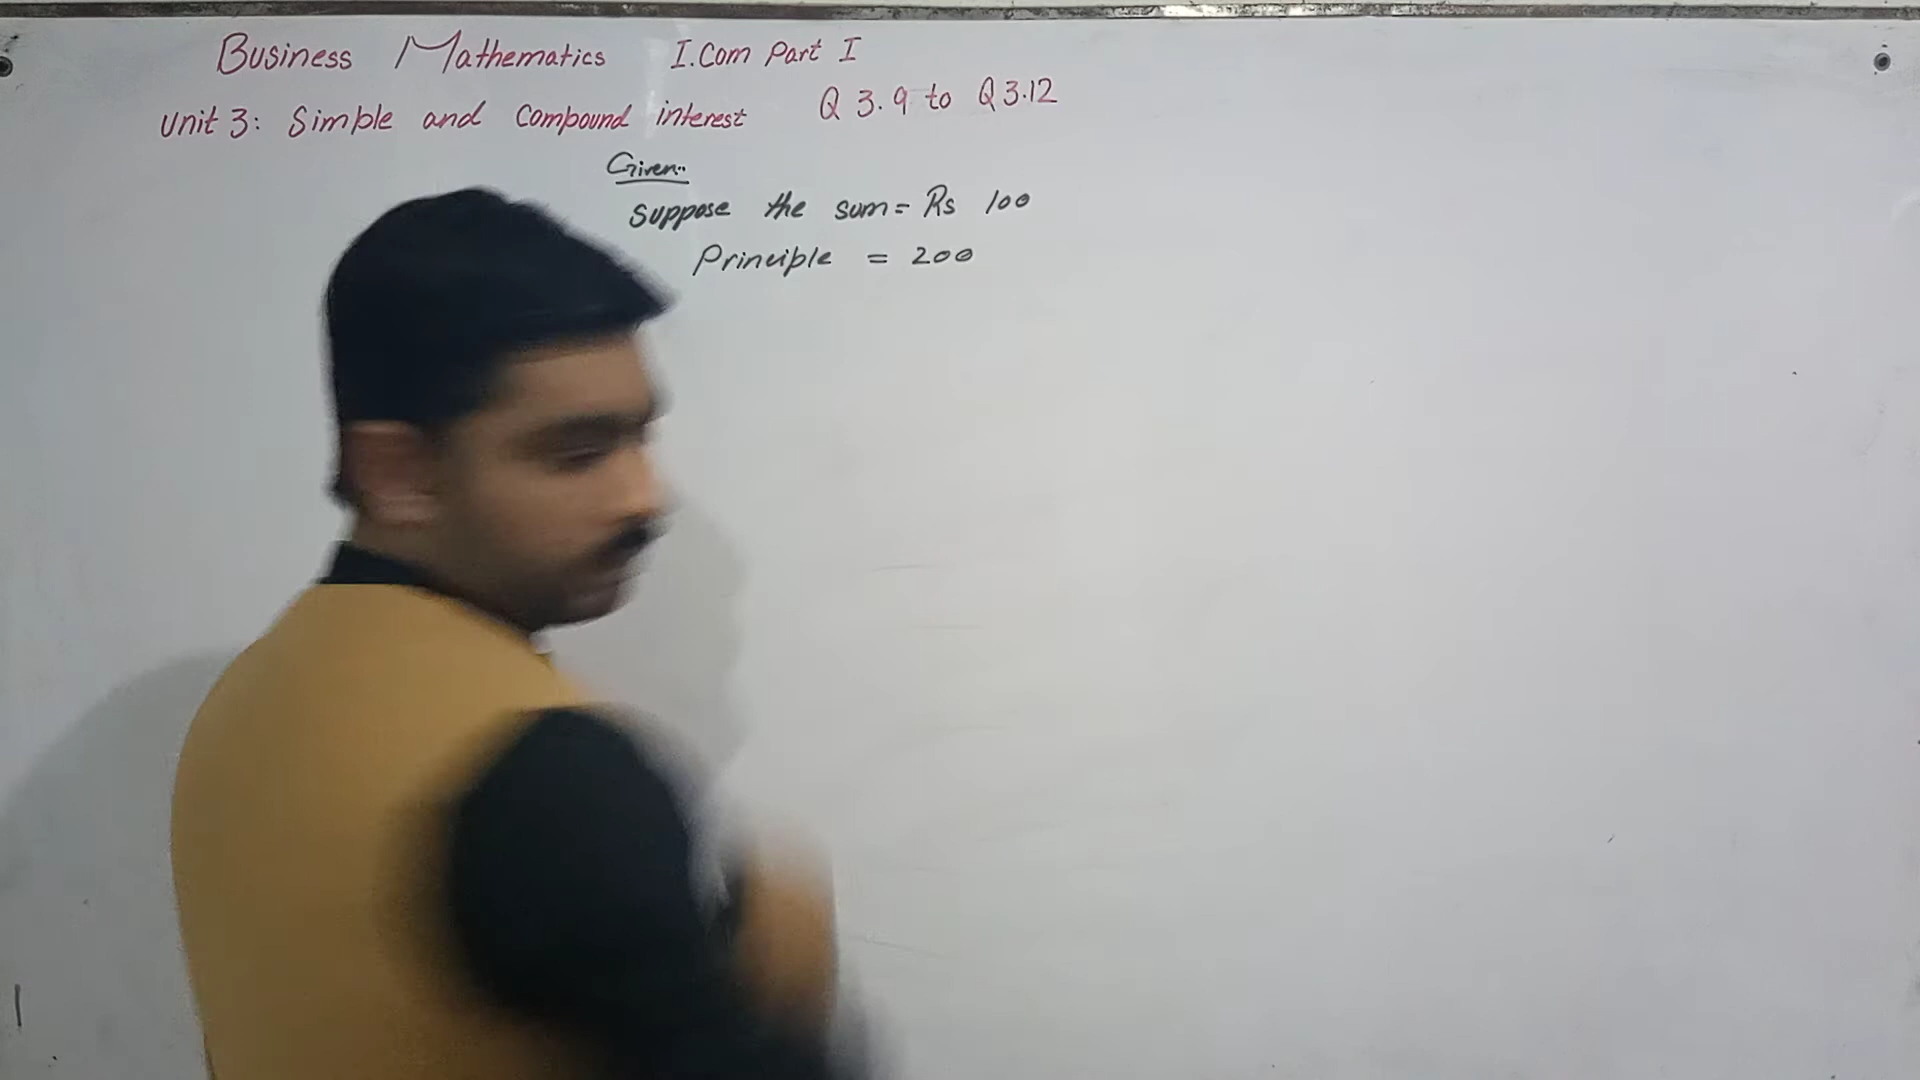 Business Mathematics I.Com Part I
Unit 3: Simple and Compound interest Q 3.9 to Q 3.12
Given:
Suppose the sum = Rs 100
Principle = 200